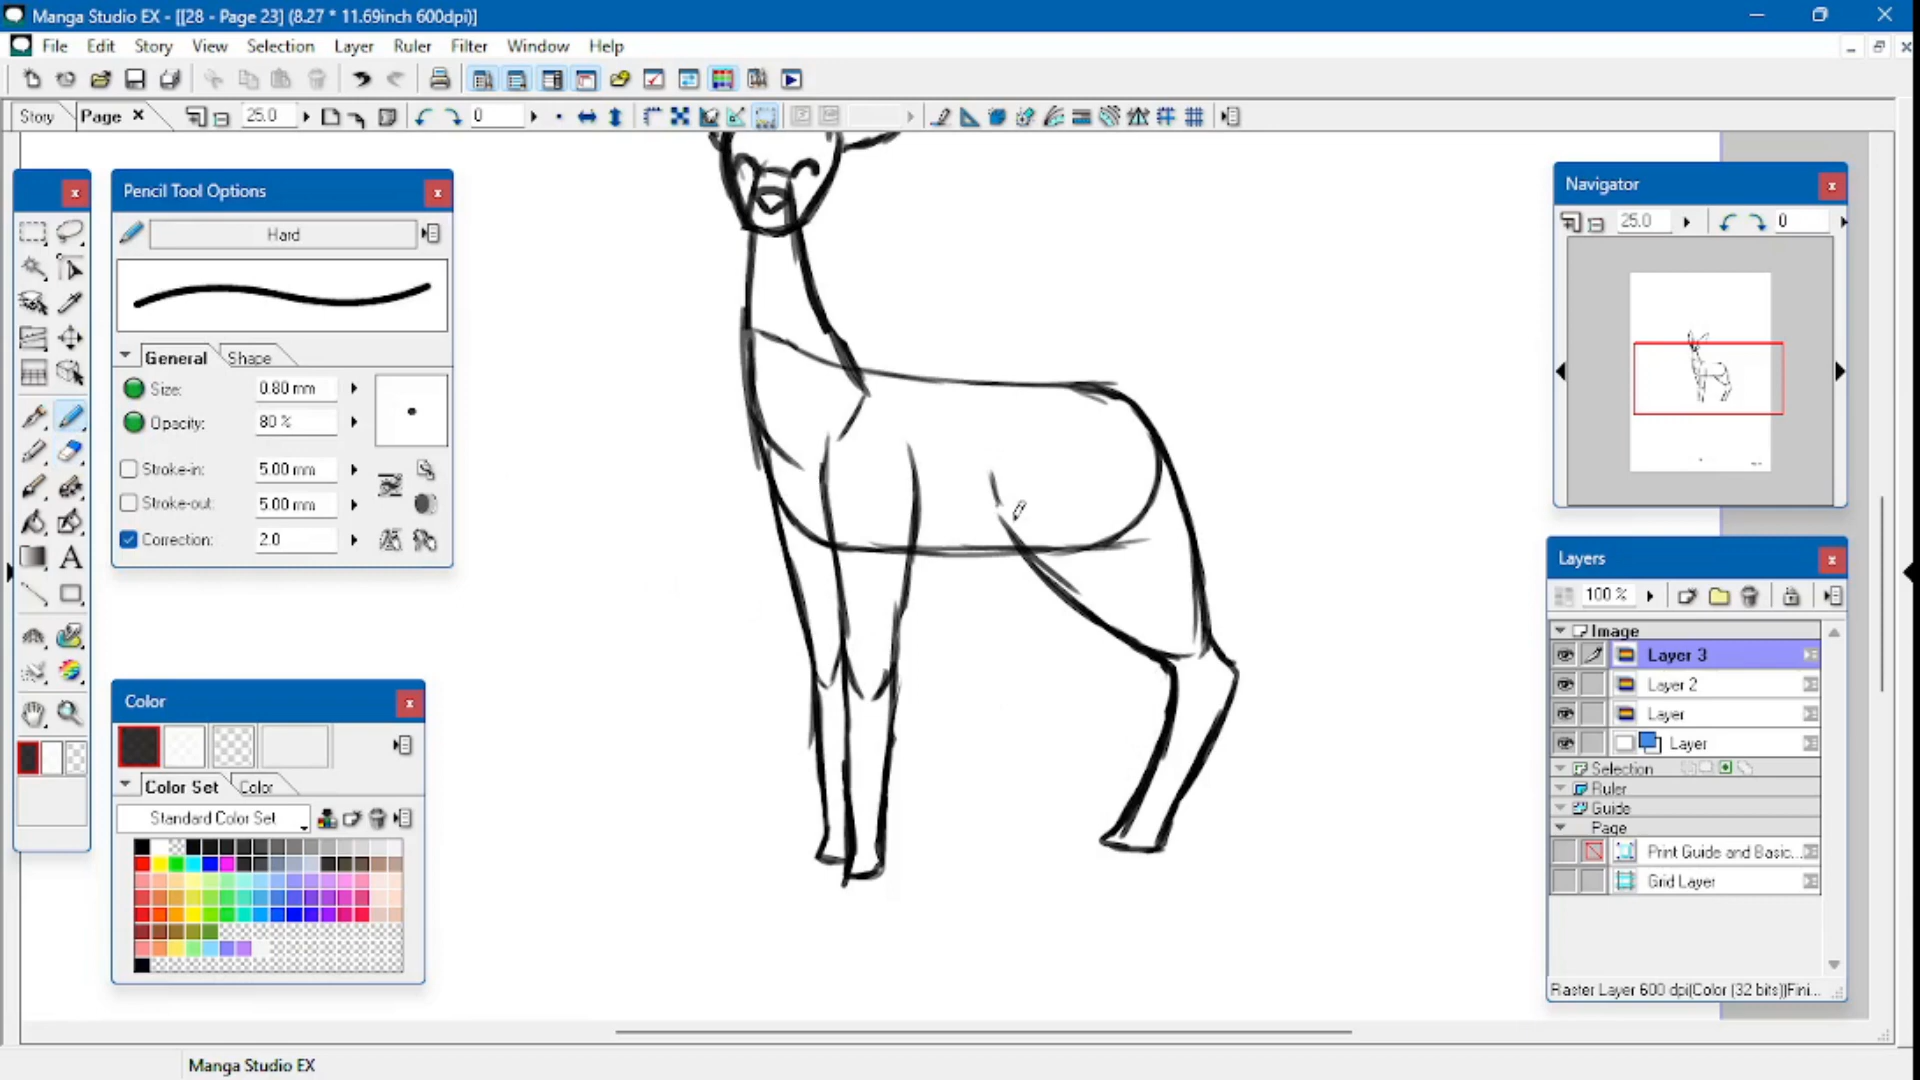 Manga Studio EX - [[28 - Page 23] (8.27 * 11.69inch 600dpi)]
File Edit Story View Selection Layer Ruler Filter Window Help
Story Page 25.0 0
Pencil Tool Options
Hard
General Shape
Size: 0.80 mm
Opacity: 80 %
Stroke-in: 5.00 mm
Stroke-out: 5.00 mm
Correction: 2.0
A
Color
Color Set Color
Standard Color Set
Navigator
25.0 0
Layers
100 %
Image
Layer 3
Layer 2
Layer
Layer
Selection
Ruler
Guide
Page
Print Guide and Basic...
Grid Layer
Raster Layer 600 dpi(Color (32 bits))Fini...
Manga Studio EX